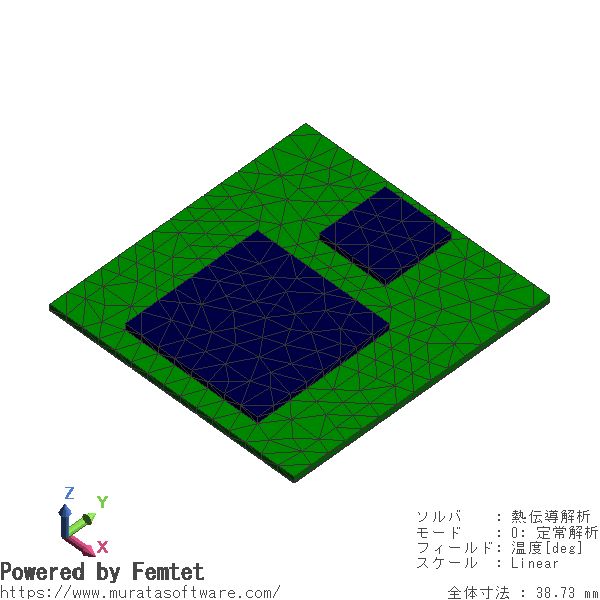 Z
Y
X
ソルバ : 熱伝導解析
モード : 0: 定常解析
フィールド: 温度[deg]
スケール : Linear
Powered by Femtet
https://www.muratasoftware.com/
全体寸法 : 38.73 mm